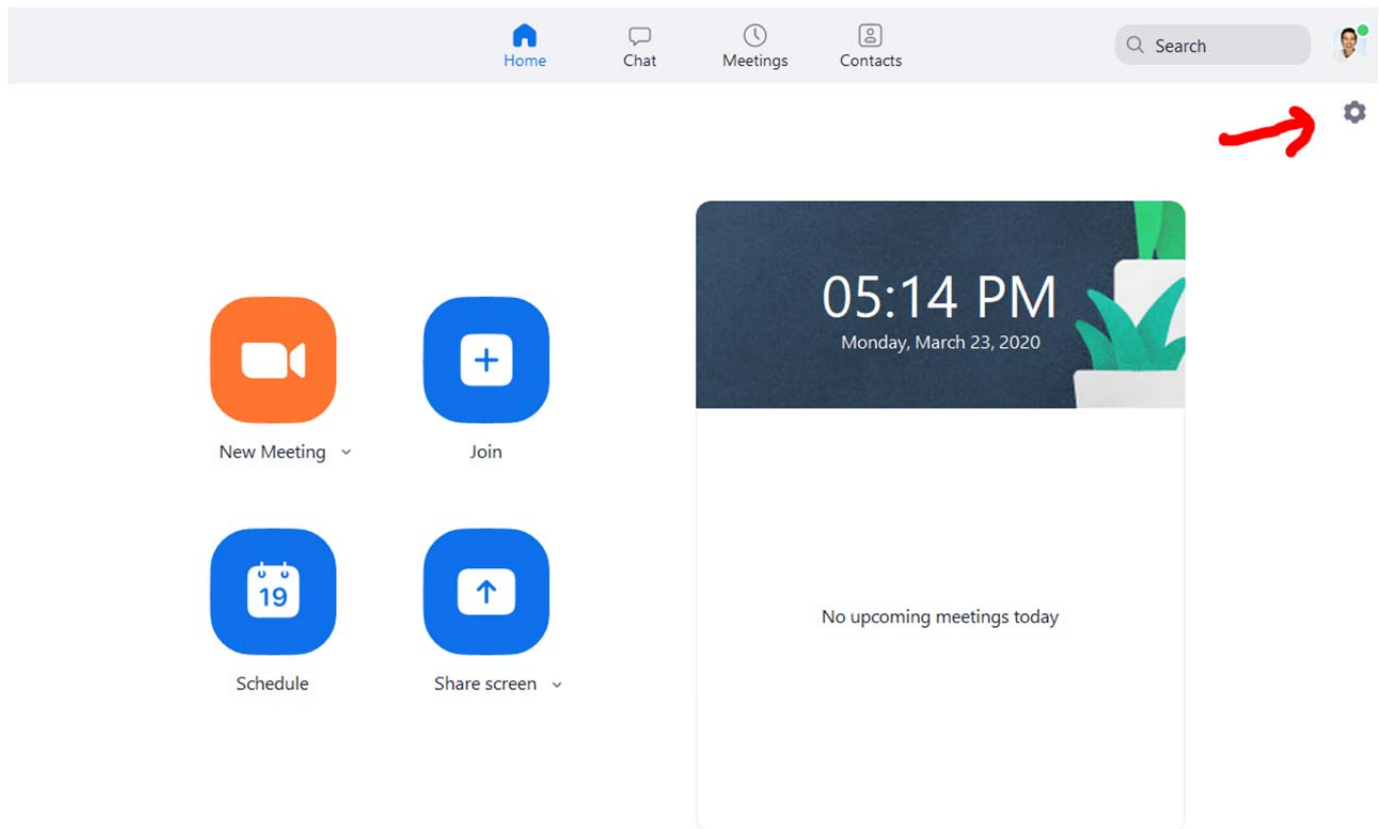 Home
Chat
Meetings
Contacts
Search
05:14 PM
Monday, March 23, 2020
New Meeting
Join
19
Schedule
Share screen
No upcoming meetings today